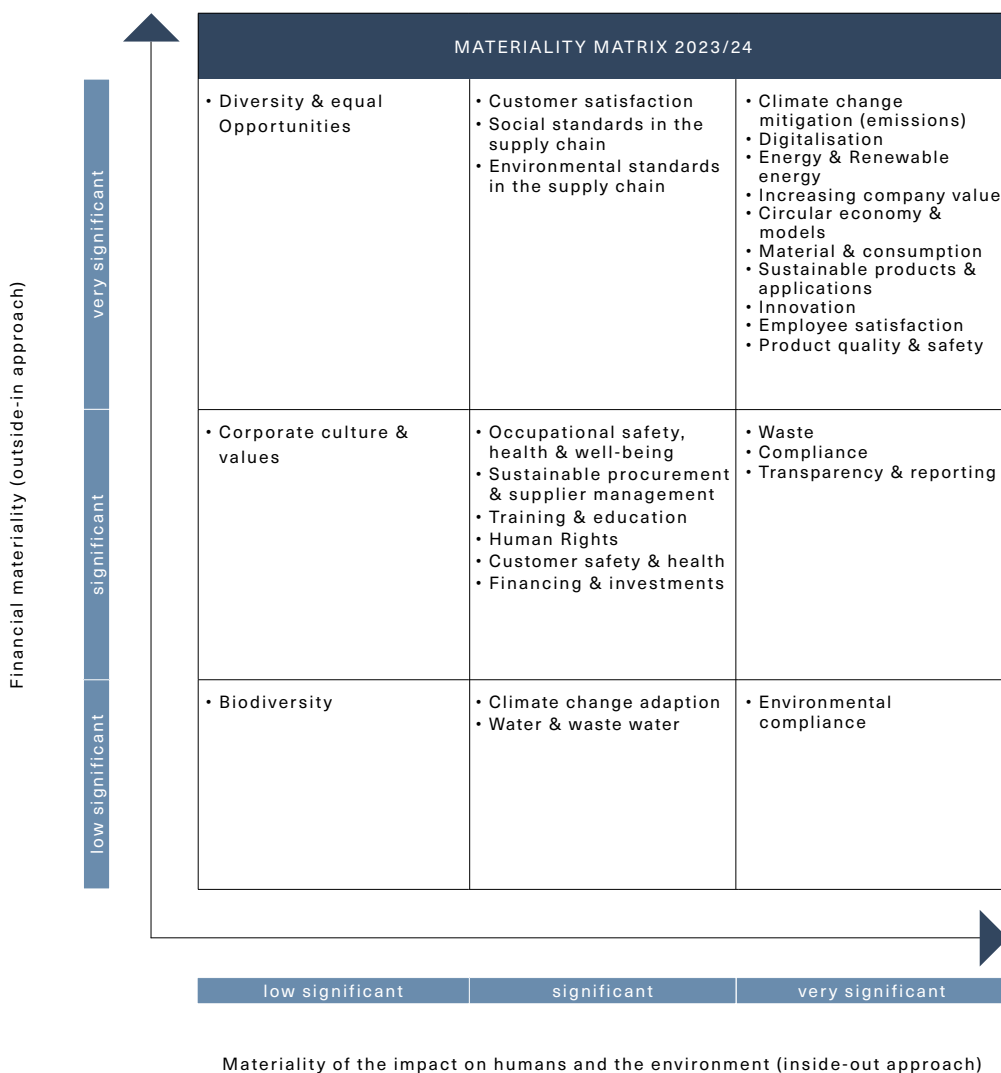 MATERIALITY MATRIX 2023/24
Financial materiality (outside-in approach)
very significant
• Diversity & equal
Opportunities
• Customer satisfaction
• Social standards in the
supply chain
• Environmental standards
in the supply chain
• Climate change
mitigation (emissions)
• Digitalisation
• Energy & Renewable
energy
• Increasing company value
• Circular economy &
models
• Material & consumption
• Sustainable products &
applications
• Innovation
• Employee satisfaction
• Product quality & safety
significant
• Corporate culture &
values
• Occupational safety,
health & well-being
• Sustainable procurement
& supplier management
• Training & education
• Human Rights
• Customer safety & health
• Financing & investments
• Waste
• Compliance
• Transparency & reporting
low significant
• Biodiversity
• Climate change adaption
• Water & waste water
• Environmental
compliance
low significant
significant
very significant
Materiality of the impact on humans and the environment (inside-out approach)